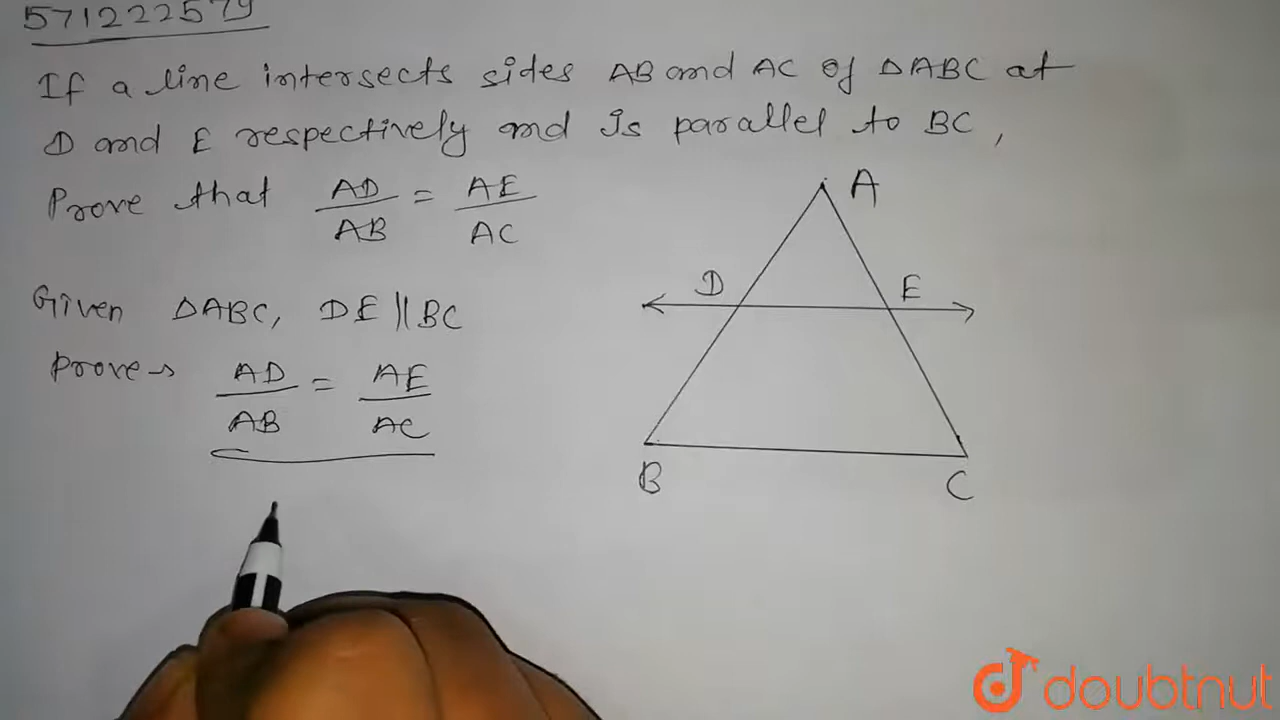 571222579
If a line intersects sides AB and AC of ΔABC at
D and E respectively and is parallel to BC,
Prove that AD/AB = AE/AC
A
Given ΔABC, DE || BC
D E
Prove → AD/AB = AE/AC
B C
doubtnut